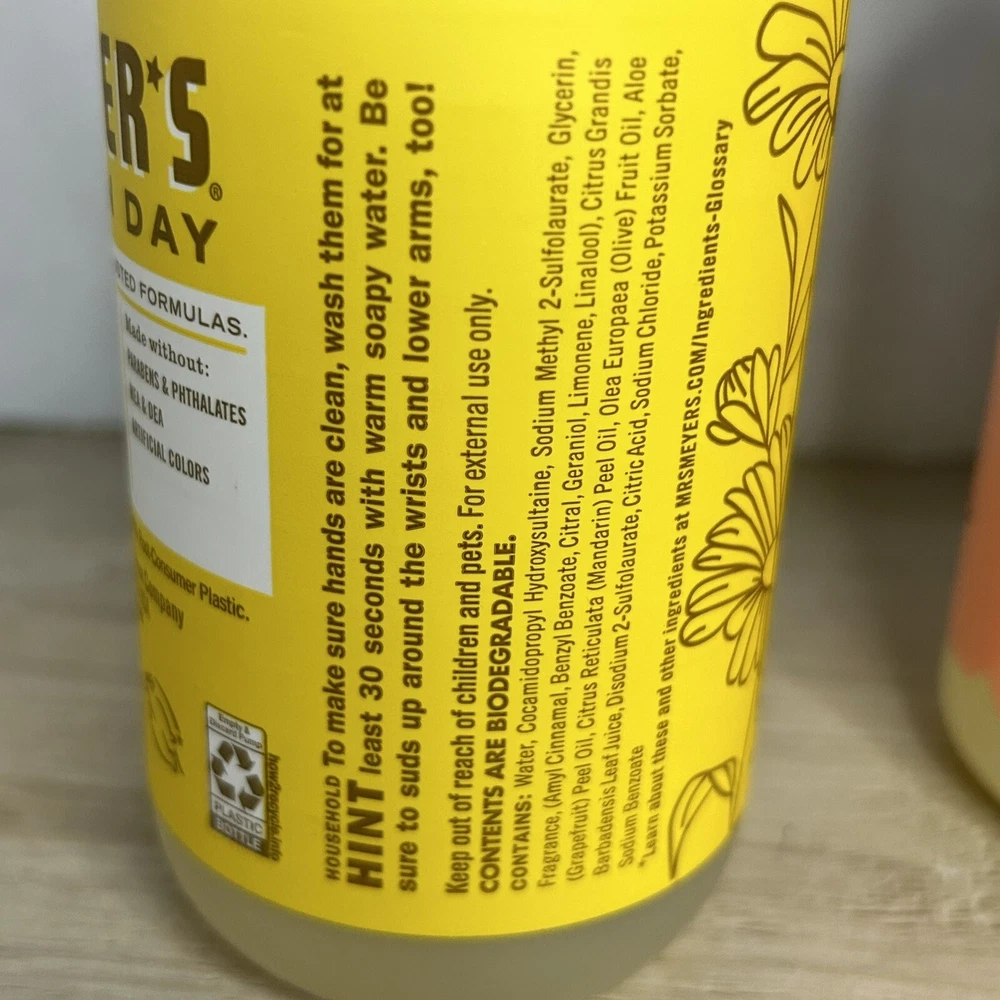 ER★S®
DAY
FORMULAS.
Made without:
PARABENS & PHTHALATES
MEA & DEA
ARTIFICIAL COLORS
Post-Consumer Plastic.
Company
Empty &
Discard Pump
PLASTIC
BOTTLE
how2recycle.info
HOUSEHOLD HINT To make sure hands are clean, wash them for at
least 30 seconds with warm soapy water. Be
sure to suds up around the wrists and lower arms, too!
Keep out of reach of children and pets. For external use only.
CONTENTS ARE BIODEGRADABLE.
CONTAINS: Water, Cocamidopropyl Hydroxysultaine, Sodium Methyl 2-Sulfolaurate, Glycerin,
Fragrance, (Amyl Cinnamal, Benzyl Benzoate, Citral, Geraniol, Limonene, Linalool), Citrus Grandis
(Grapefruit) Peel Oil, Citrus Reticulata (Mandarin) Peel Oil, Olea Europaea (Olive) Fruit Oil, Aloe
Barbadensis Leaf Juice, Disodium 2-Sulfolaurate, Citric Acid, Sodium Chloride, Potassium Sorbate,
Sodium Benzoate
*Learn about these and other ingredients at MRSMEYERS.COM/Ingredients-Glossary